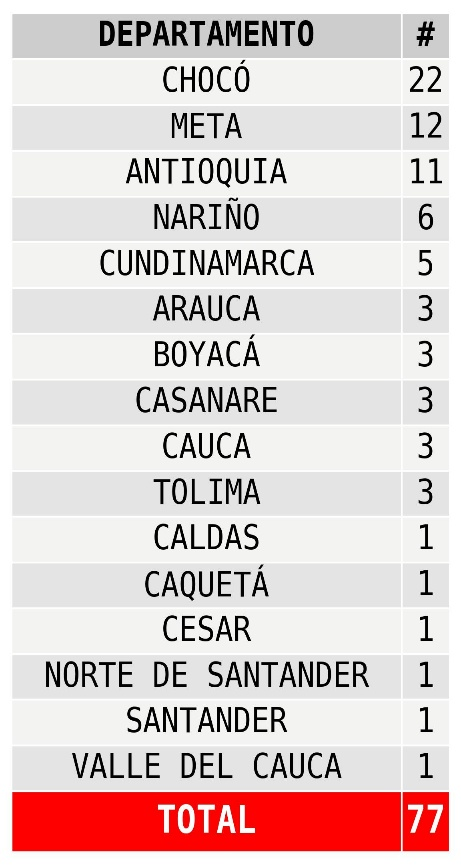 DEPARTAMENTO #
CHOCÓ 22
META 12
ANTIOQUIA 11
NARIÑO 6
CUNDINAMARCA 5
ARAUCA 3
BOYACÁ 3
CASANARE 3
CAUCA 3
TOLIMA 3
CALDAS 1
CAQUETÁ 1
CESAR 1
NORTE DE SANTANDER 1
SANTANDER 1
VALLE DEL CAUCA 1
TOTAL 77